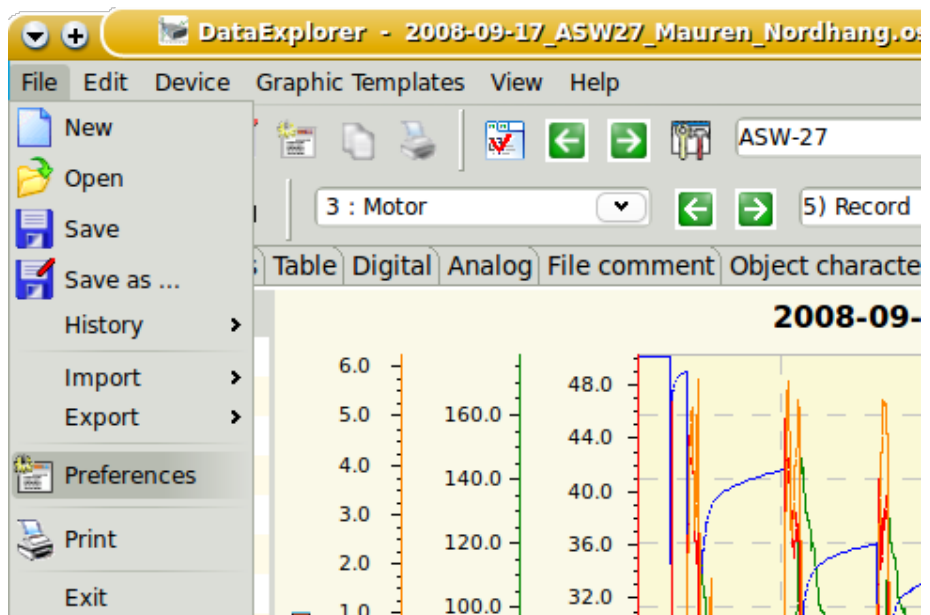 DataExplorer - 2008-09-17_ASW27_Mauren_Nordhang.os
File Edit Device Graphic Templates View Help
New
ASW-27
Open
Save
3 : Motor
5) Record
Save as ...
Table Digital Analog File comment Object characte
History
2008-09-
Import
Export
Preferences
Print
Exit
6.0
5.0
4.0
3.0
2.0
1.0
160.0
140.0
120.0
100.0
48.0
44.0
40.0
36.0
32.0